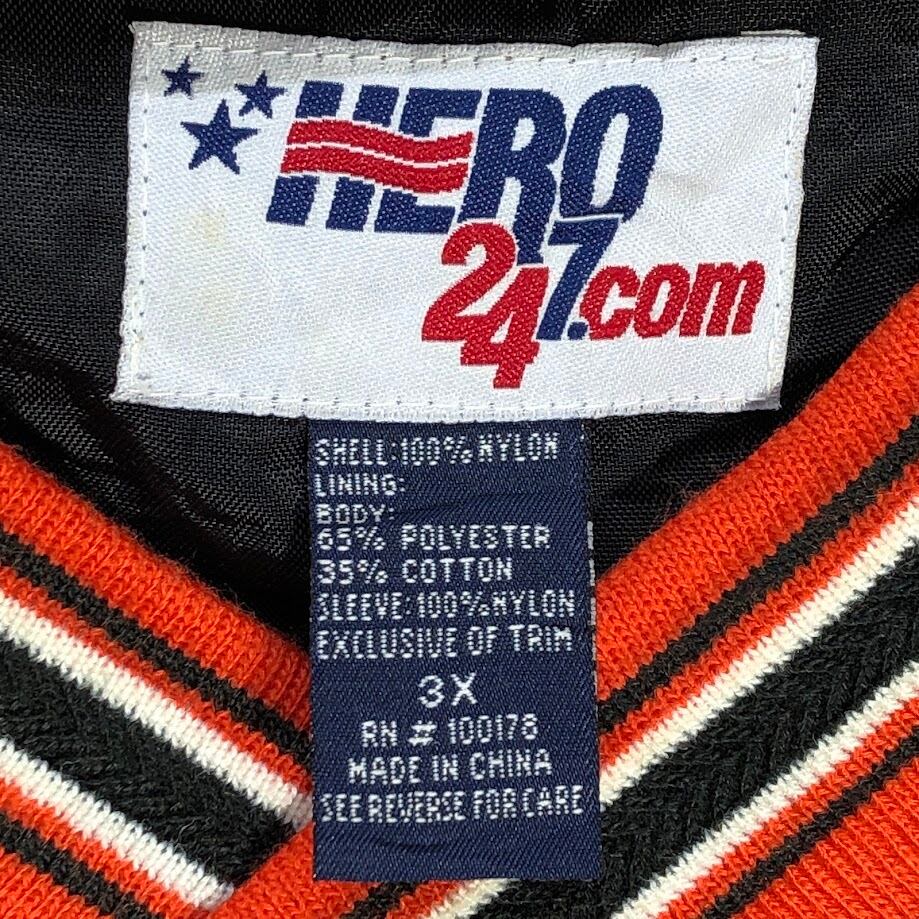 HERO
247.com
SHELL:100%NYLON
LINING:
BODY:
65% POLYESTER
35% COTTON
SLEEVE:100%NYLON
EXCLUSIVE OF TRIM
3X
RN # 100178
MADE IN CHINA
SEE REVERSE FOR CARE